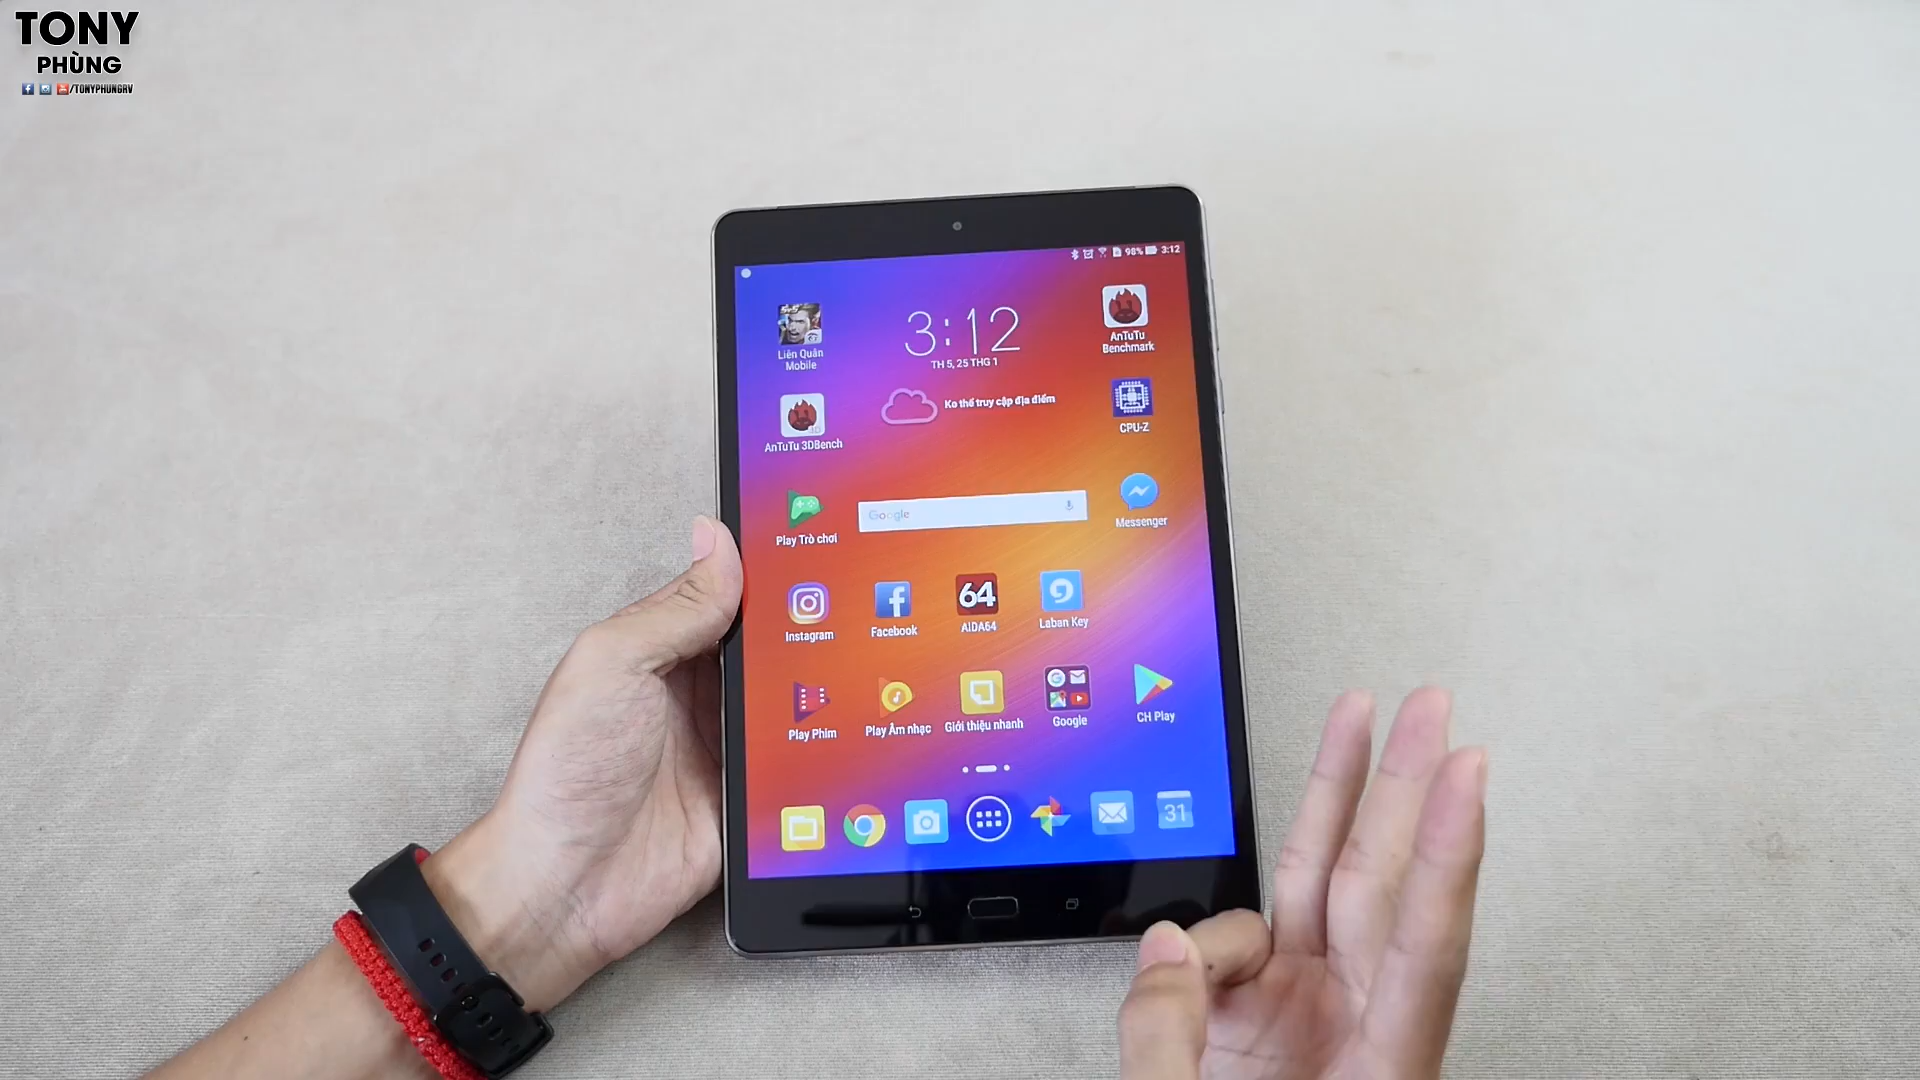 TONY
PHÙNG
/TONYPHUNGRV
98% 3:12
Liên Quân
Mobile
3:12
TH 5, 25 THG 1
AnTuTu
Benchmark
AnTuTu 3DBench
Ko thể truy cập địa điểm
CPU-Z
Play Trò chơi
Google
Messenger
Instagram
Facebook
64
AIDA64
Laban Key
Play Phim
Play Âm nhạc
Giới thiệu nhanh
Google
CH Play
31